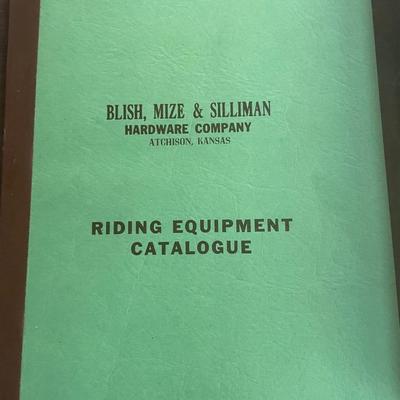 BLISH, MIZE & SILLIMAN
HARDWARE COMPANY
ATCHISON, KANSAS
RIDING EQUIPMENT
CATALOGUE